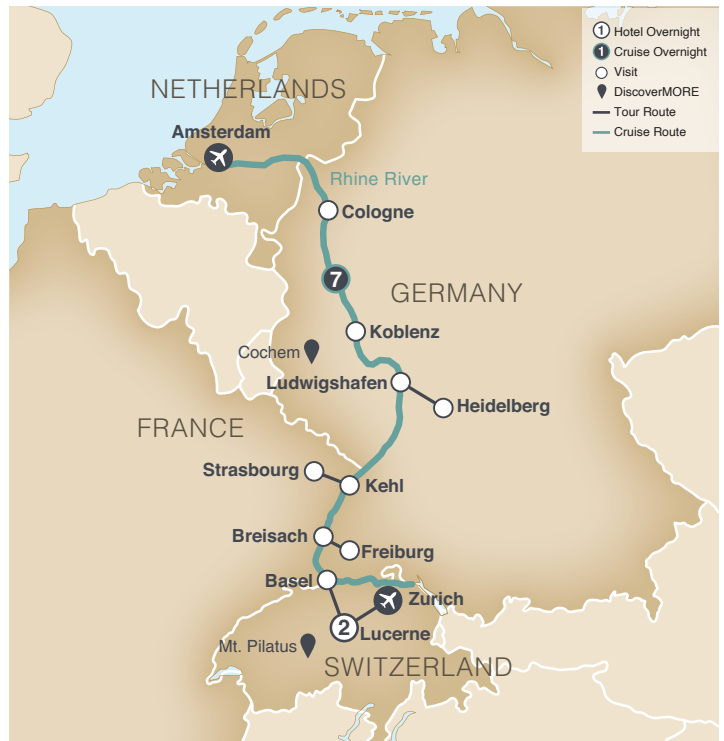 1 Hotel Overnight
1 Cruise Overnight
Visit
DiscoverMORE
Tour Route
Cruise Route
NETHERLANDS
Amsterdam
Rhine River
Cologne
7
GERMANY
Koblenz
Cochem
Ludwigshafen
Heidelberg
FRANCE
Strasbourg
Kehl
Breisach
Freiburg
Basel
Zurich
2
Lucerne
Mt. Pilatus
SWITZERLAND